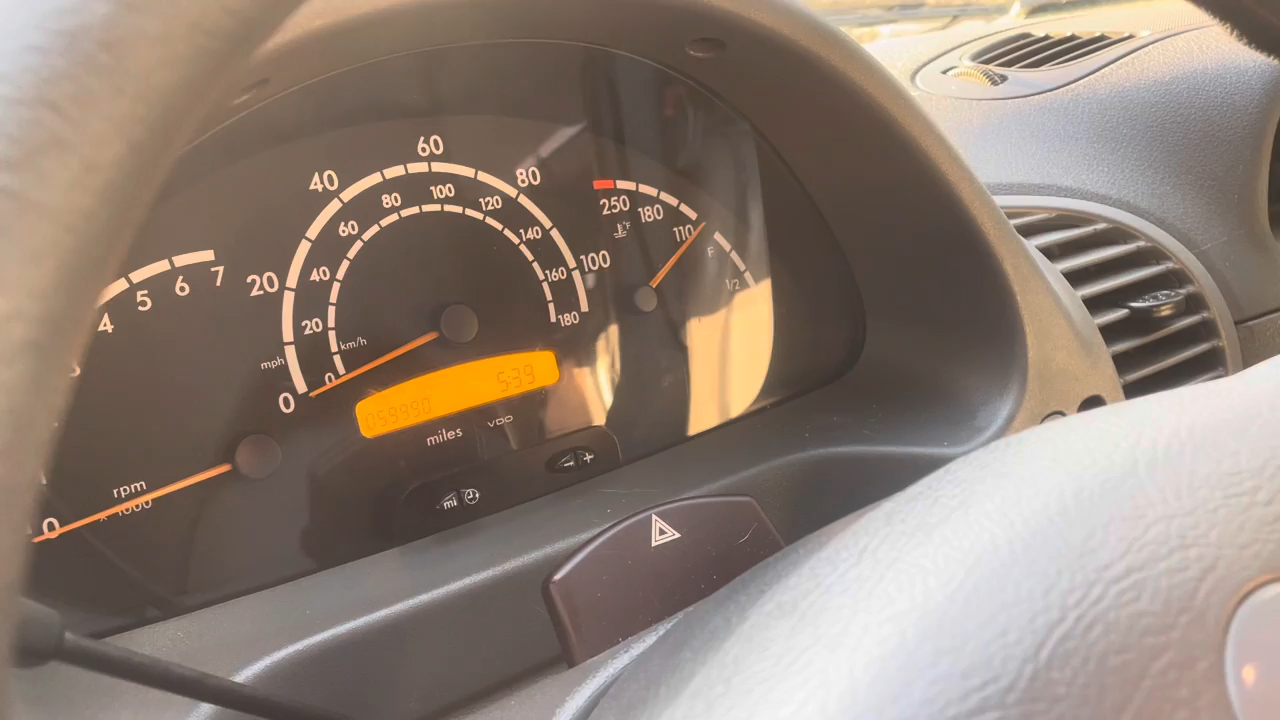 4 5 6 7
rpm
x 1000
0
0 20 40 60 80 100
mph
0 20 40 60 80 100 120 140 160 180
km/h
5:39
miles
VDO
mi
- +
250 180 110
°F
F
1/2